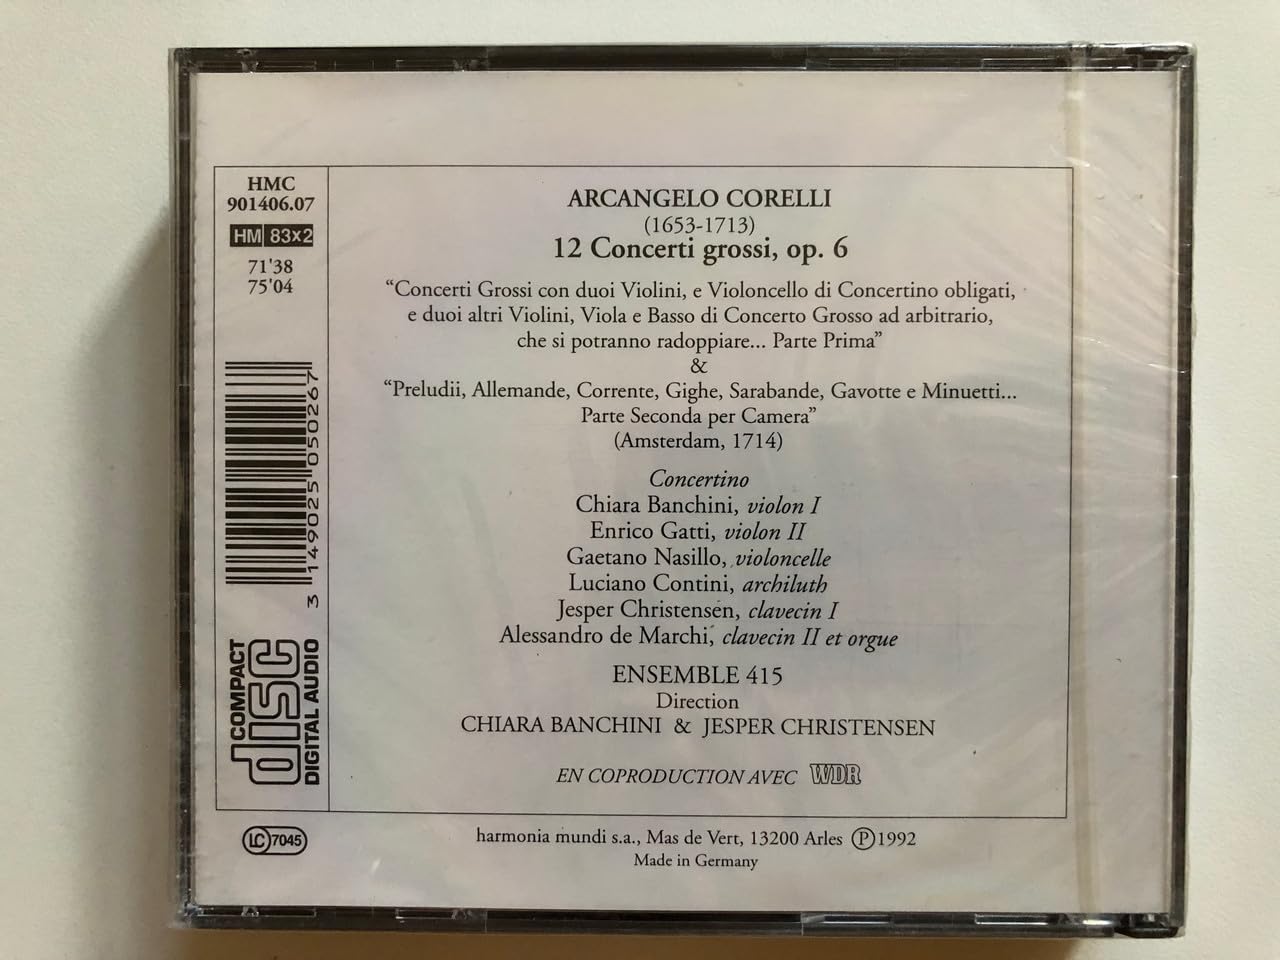 HMC
901406.07
HM 83x2
71'38
75'04
3 149025 050267
COMPACT
disc
DIGITAL AUDIO
ARCANGELO CORELLI
(1653-1713)
12 Concerti grossi, op. 6
“Concerti Grossi con duoi Violini, e Violoncello di Concertino obligati,
e duoi altri Violini, Viola e Basso di Concerto Grosso ad arbitrario,
che si potranno radoppiare... Parte Prima”
&
“Preludii, Allemande, Corrente, Gighe, Sarabande, Gavotte e Minuetti...
Parte Seconda per Camera”
(Amsterdam, 1714)
Concertino
Chiara Banchini, violon I
Enrico Gatti, violon II
Gaetano Nasillo, violoncelle
Luciano Contini, archiluth
Jesper Christensen, clavecin I
Alessandro de Marchi, clavecin II et orgue
ENSEMBLE 415
Direction
CHIARA BANCHINI & JESPER CHRISTENSEN
EN COPRODUCTION AVEC WDR
LC 7045
harmonia mundi s.a., Mas de Vert, 13200 Arles ℗ 1992
Made in Germany